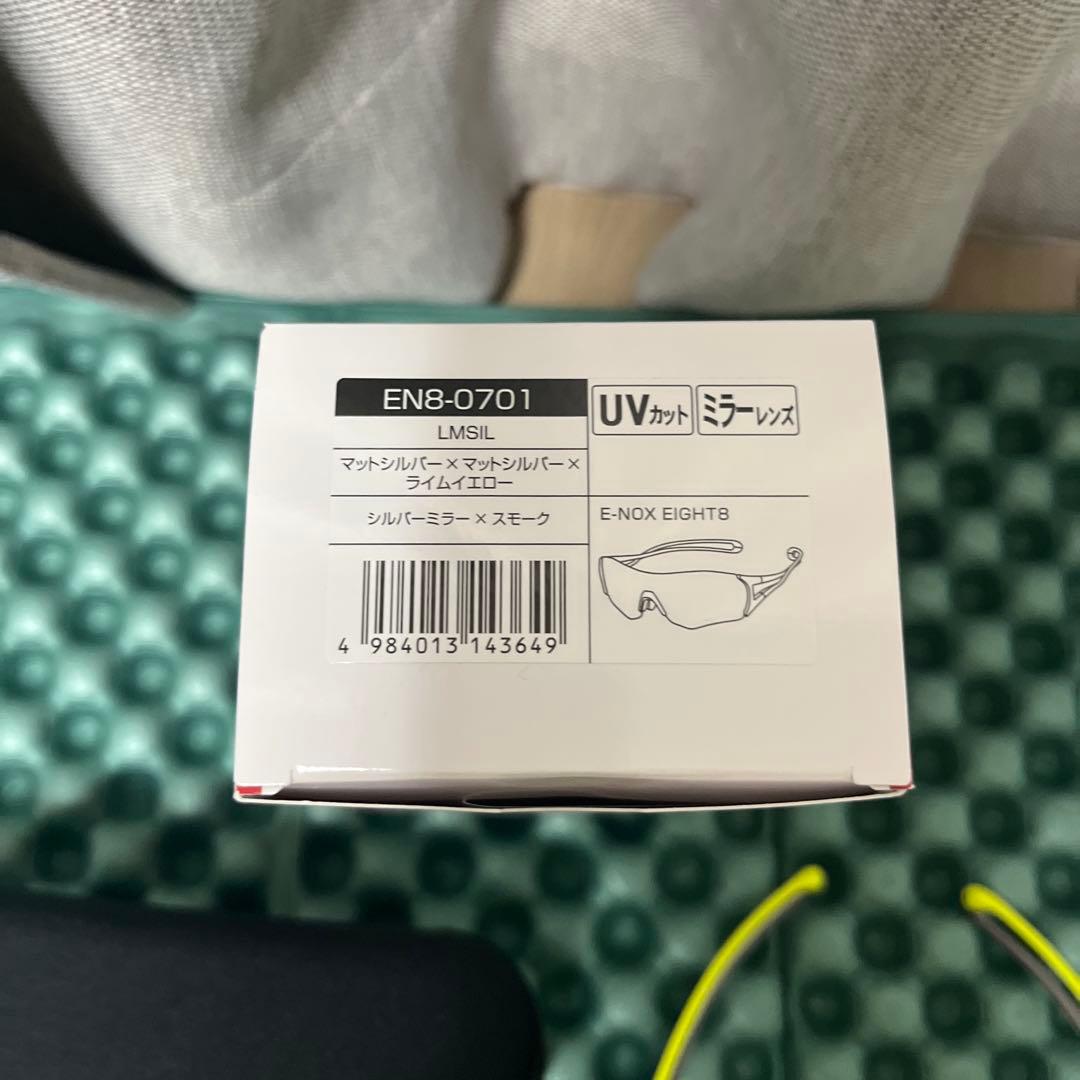 EN8-0701
LMSIL
マットシルバー×マットシルバー×
ライムイエロー
シルバーミラー×スモーク
4 984013 143649
UVカット
ミラーレンズ
E-NOX EIGHT8